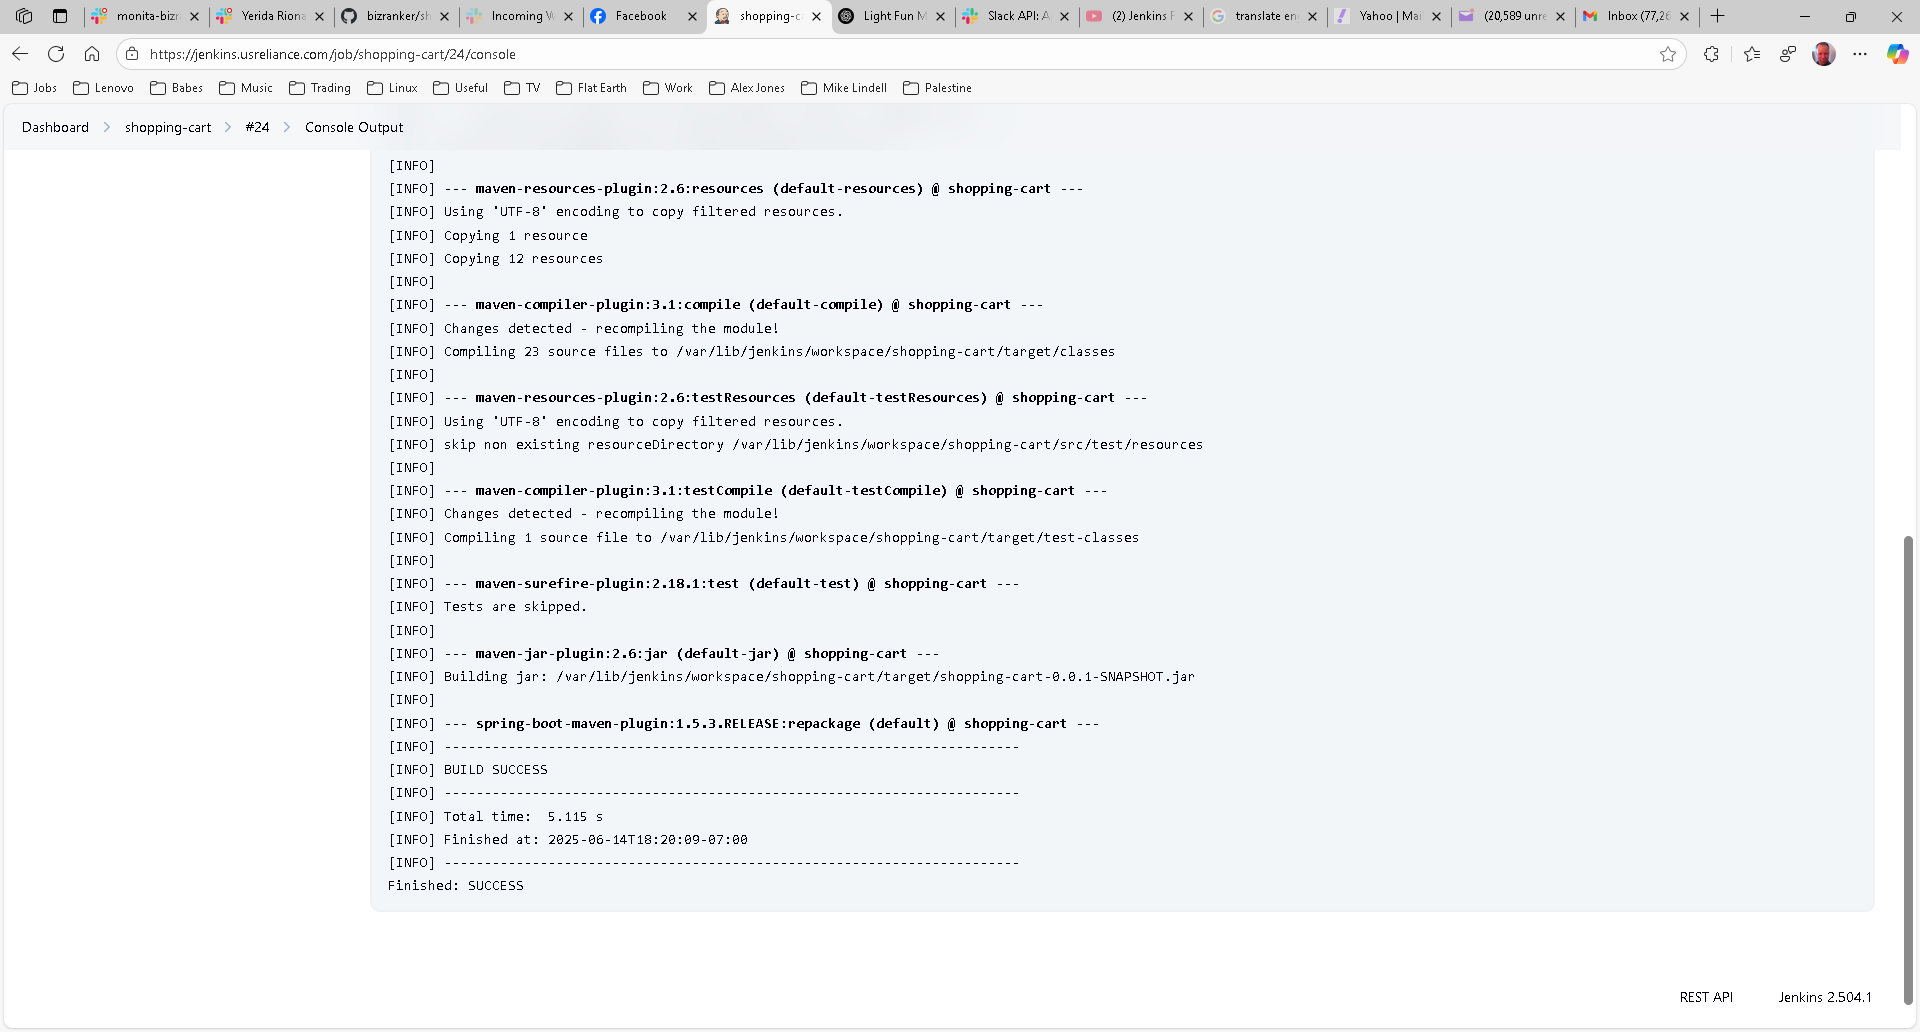 monita-bizr
Yerida Riona
bizranker/sh
Incoming W
Facebook
shopping-c
Light Fun M
Slack API: A
(2) Jenkins P
translate en
Yahoo | Mai
(20,589 unre
Inbox (77,26
https://jenkins.usreliance.com/job/shopping-cart/24/console
Jobs
Lenovo
Babes
Music
Trading
Linux
Useful
TV
Flat Earth
Work
Alex Jones
Mike Lindell
Palestine
Dashboard > shopping-cart > #24 > Console Output
[INFO]
[INFO] --- maven-resources-plugin:2.6:resources (default-resources) @ shopping-cart ---
[INFO] Using 'UTF-8' encoding to copy filtered resources.
[INFO] Copying 1 resource
[INFO] Copying 12 resources
[INFO]
[INFO] --- maven-compiler-plugin:3.1:compile (default-compile) @ shopping-cart ---
[INFO] Changes detected - recompiling the module!
[INFO] Compiling 23 source files to /var/lib/jenkins/workspace/shopping-cart/target/classes
[INFO]
[INFO] --- maven-resources-plugin:2.6:testResources (default-testResources) @ shopping-cart ---
[INFO] Using 'UTF-8' encoding to copy filtered resources.
[INFO] skip non existing resourceDirectory /var/lib/jenkins/workspace/shopping-cart/src/test/resources
[INFO]
[INFO] --- maven-compiler-plugin:3.1:testCompile (default-testCompile) @ shopping-cart ---
[INFO] Changes detected - recompiling the module!
[INFO] Compiling 1 source file to /var/lib/jenkins/workspace/shopping-cart/target/test-classes
[INFO]
[INFO] --- maven-surefire-plugin:2.18.1:test (default-test) @ shopping-cart ---
[INFO] Tests are skipped.
[INFO]
[INFO] --- maven-jar-plugin:2.6:jar (default-jar) @ shopping-cart ---
[INFO] Building jar: /var/lib/jenkins/workspace/shopping-cart/target/shopping-cart-0.0.1-SNAPSHOT.jar
[INFO]
[INFO] --- spring-boot-maven-plugin:1.5.3.RELEASE:repackage (default) @ shopping-cart ---
[INFO] ------------------------------------------------------------------------
[INFO] BUILD SUCCESS
[INFO] ------------------------------------------------------------------------
[INFO] Total time:  5.115 s
[INFO] Finished at: 2025-06-14T18:20:09-07:00
[INFO] ------------------------------------------------------------------------
Finished: SUCCESS
REST API
Jenkins 2.504.1